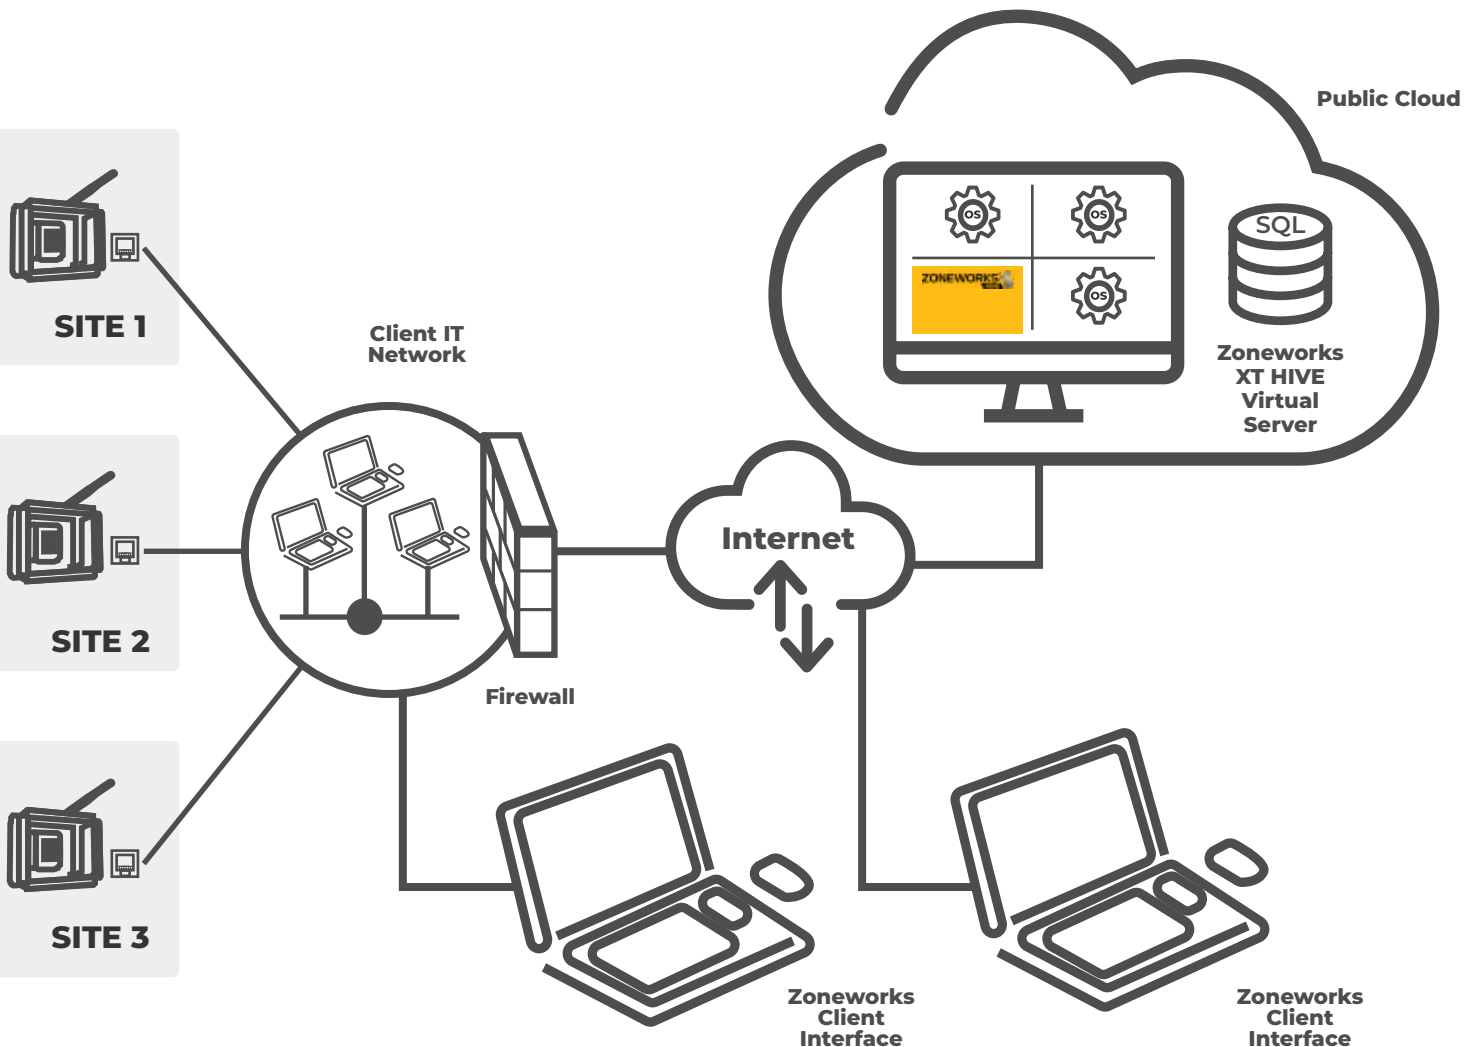 Public Cloud
OS
OS
SQL
ZONEWORKS
OS
SITE 1
Client IT
Network
Zoneworks
XT HIVE
Virtual
Server
Internet
SITE 2
Firewall
SITE 3
Zoneworks
Client
Interface
Zoneworks
Client
Interface